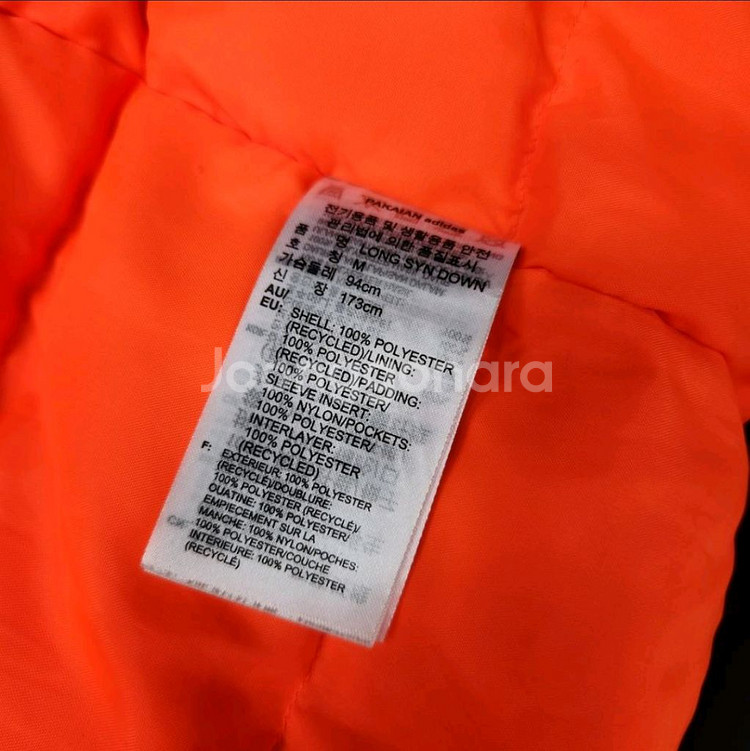 PAKAIAN adidas
전기용품 및 생활용품 안전
관리법에 의한 품질표시
품 명 LONG SYN DOWN
호 칭 M
가슴둘레 94cm
신 장 173cm
AU/
EU: SHELL: 100% POLYESTER
(RECYCLED)/LINING:
100% POLYESTER
(RECYCLED)/PADDING:
100% POLYESTER/
SLEEVE INSERT:
100% NYLON/POCKETS:
100% POLYESTER/
INTERLAYER:
100% POLYESTER
(RECYCLED)
F: EXTÉRIEUR: 100% POLYESTER
(RECYCLÉ)/DOUBLURE:
100% POLYESTER (RECYCLÉ)/
OUATINE: 100% POLYESTER/
EMPIECEMENT SUR LA
MANCHE: 100% NYLON/POCHES:
100% POLYESTER/COUCHE
INTERIEURE: 100% POLYESTER
(RECYCLÉ)